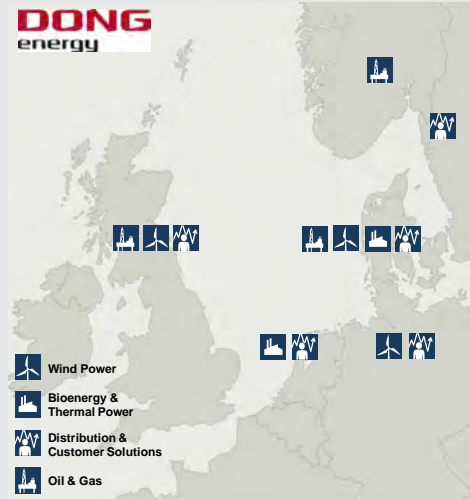 DONG
energy
Wind Power
Bioenergy &
Thermal Power
Distribution &
Customer Solutions
Oil & Gas